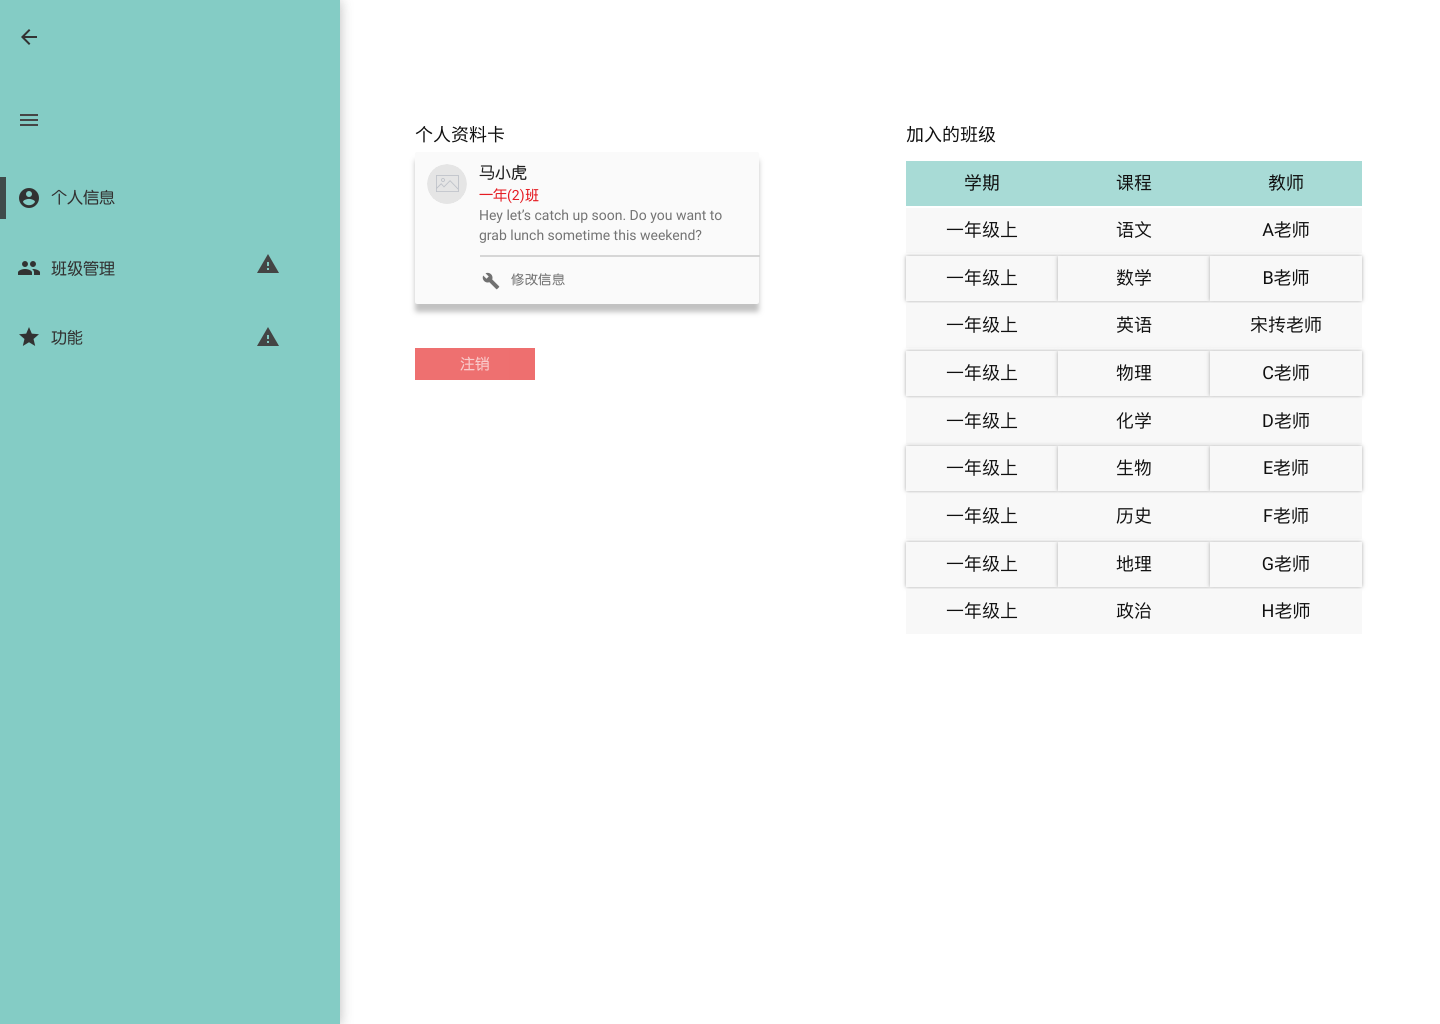 个人信息
班级管理
功能
个人资料卡
马小虎
一年(2)班
Hey let’s catch up soon. Do you want to
grab lunch sometime this weekend?
修改信息
注销
加入的班级
学期 课程 教师
一年级上 语文 A老师
一年级上 数学 B老师
一年级上 英语 宋抟老师
一年级上 物理 C老师
一年级上 化学 D老师
一年级上 生物 E老师
一年级上 历史 F老师
一年级上 地理 G老师
一年级上 政治 H老师